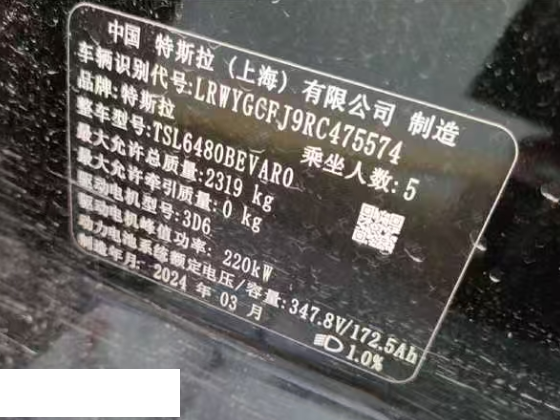 中国 特斯拉 (上海) 有限公司 制造
车辆识别代号:LRWYGCFJ9RC475574
品牌:特斯拉 乘坐人数:5
整车型号:TSL6480BEVAR0
最大允许总质量:2319 kg
最大允许牵引质量:0 kg
驱动电机型号:3D6
驱动电机峰值功率: 220kW
动力电池系统额定电压/容量:347.8V/172.5Ah
制造年月: 2024 年 03 月
1.0%